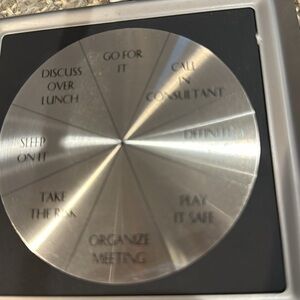 GO FOR
IT
CALL
IN
CONSULTANT
DEFINITELY
PLAY
IT SAFE
ORGANIZE
MEETING
TAKE
THE RISK
SLEEP
ON IT
DISCUSS
OVER
LUNCH